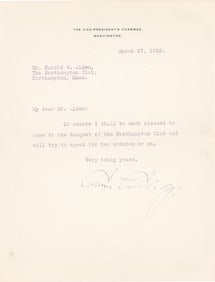 THE VICE-PRESIDENT'S CHAMBER,
WASHINGTON.
March 27, 1922.
Mr. Harold S. Alden,
The Northampton Club,
Northampton, Mass.
My dear Mr. Alden:
Of course I shall be much pleased to
come to the banquet of the Northampton Club and
will try to speak for ten minutes or so.
Very truly yours,